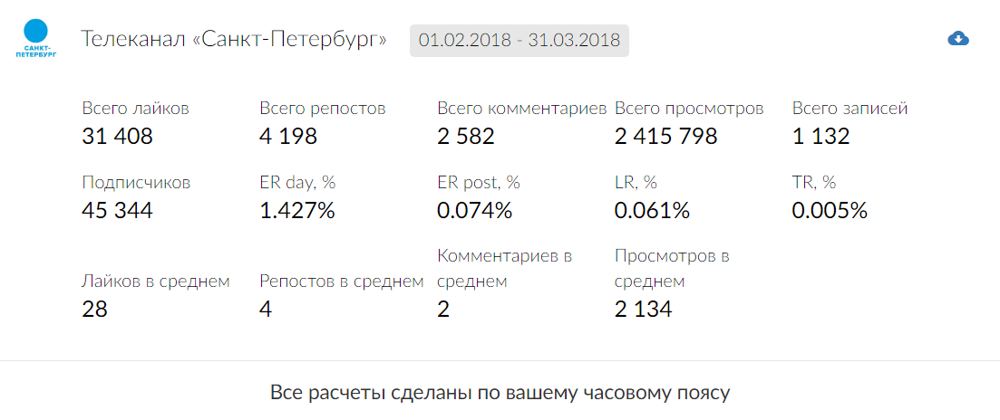 САНКТ-
ПЕТЕРБУРГ
Телеканал «Санкт-Петербург» 01.02.2018 - 31.03.2018
Всего лайков Всего репостов Всего комментариев Всего просмотров Всего записей
31 408 4 198 2 582 2 415 798 1 132
Подписчиков ER day, % ER post, % LR, % TR, %
45 344 1.427% 0.074% 0.061% 0.005%
Комментариев в Просмотров в
Лайков в среднем Репостов в среднем среднем среднем
28 4 2 2 134
Все расчеты сделаны по вашему часовому поясу